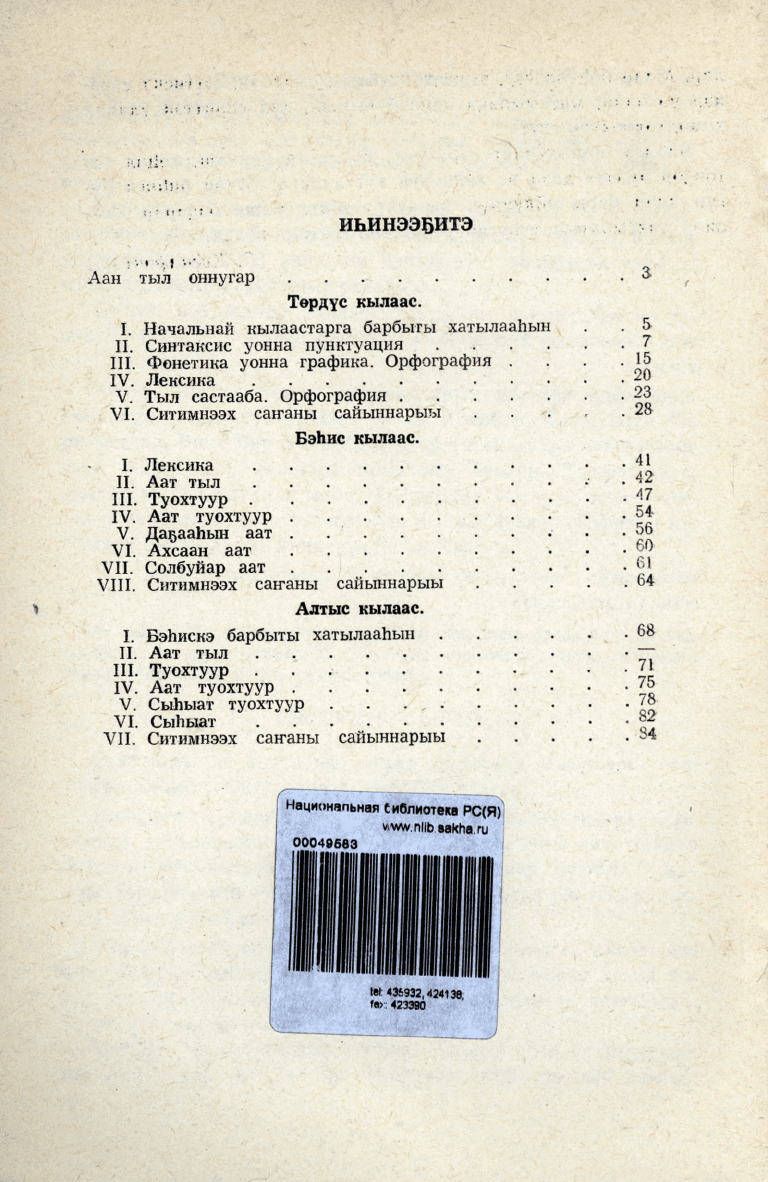 ИҺИНЭЭҔИТЭ
Аан тыл оннугар . . . . . . . . . . 3
Төрдүс кылаас.
I. Начальнай кылаастарга барбыты хатылааһын . . 5
II. Синтаксис уонна пунктуация . . . . . . 7
III. Фонетика уонна графика. Орфография . . . . 15
IV. Лексика . . . . . . . . . . . 20
V. Тыл састааба. Орфография . . . . . . . 23
VI. Ситимнээх саҥаны сайыннарыы . . . . . 28
Бэһис кылаас.
I. Лексика . . . . . . . . . . . 41
II. Аат тыл . . . . . . . . . . . 42
III. Туохтуур . . . . . . . . . . . 47
IV. Аат туохтуур . . . . . . . . . . 54
V. Даҕааһын аат . . . . . . . . . . 56
VI. Ахсаан аат . . . . . . . . . . 60
VII. Солбуйар аат . . . . . . . . . . 61
VIII. Ситимнээх саҥаны сайыннарыы . . . . . 64
Алтыс кылаас.
I. Бэһискэ барбыты хатылааһын . . . . . . 68
II. Аат тыл . . . . . . . . . . . —
III. Туохтуур . . . . . . . . . . . 71
IV. Аат туохтуур . . . . . . . . . . 75
V. Сыһыат туохтуур . . . . . . . . . 78
VI. Сыһыат . . . . . . . . . . . 82
VII. Ситимнээх саҥаны сайыннарыы . . . . . 84
Национальная библиотека РС(Я)
www.nlib.sakha.ru
00049583
tel: 435932, 424138,
fax: 423390